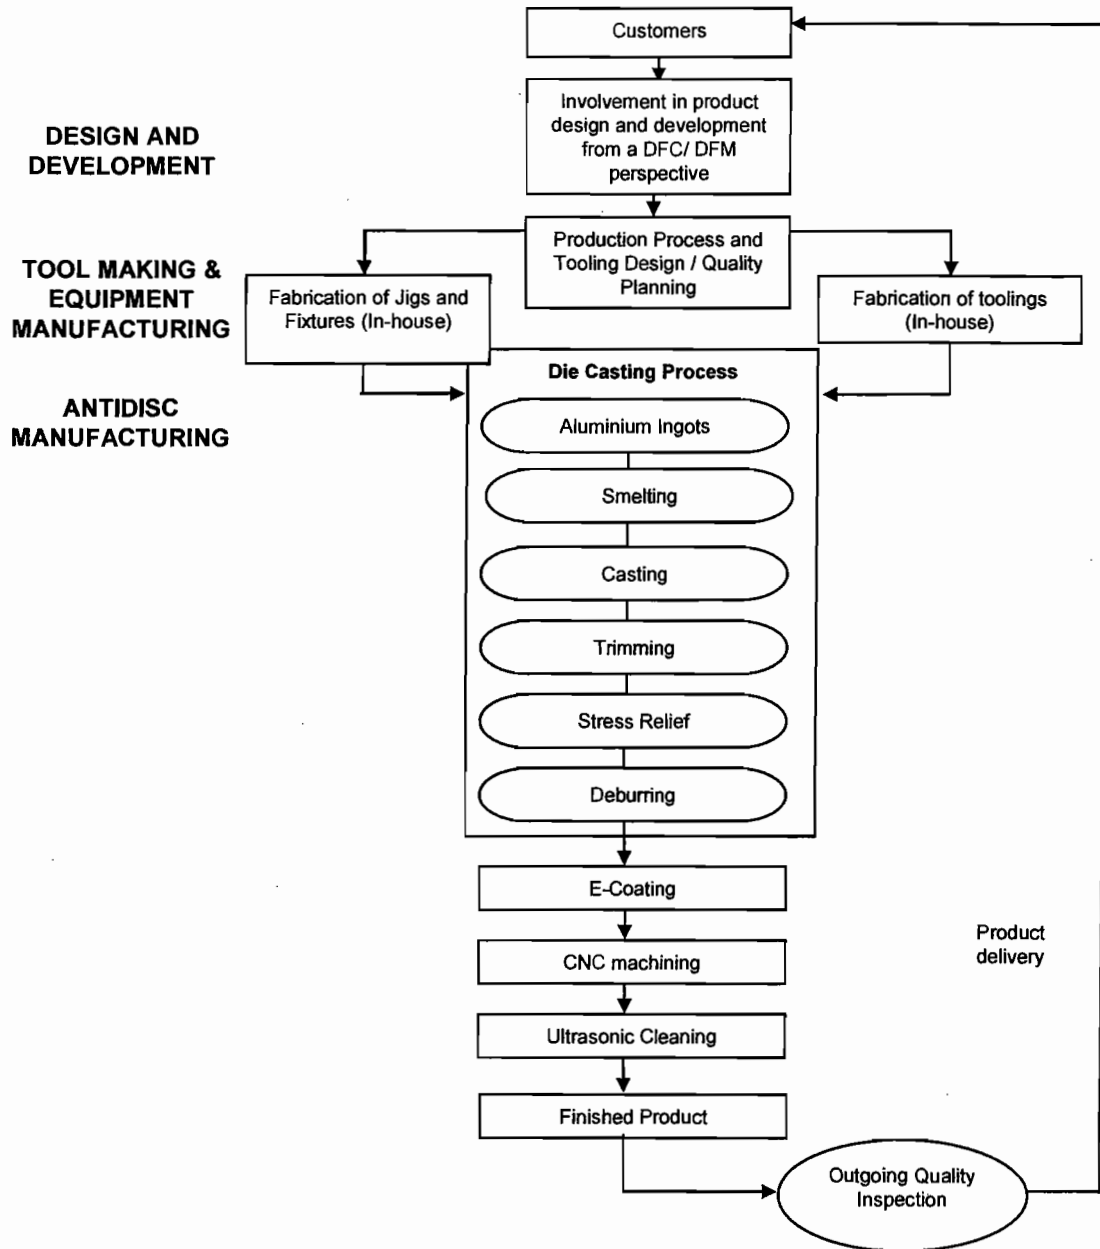 Customers
Involvement in product
design and development
from a DFC/ DFM
perspective
DESIGN AND
DEVELOPMENT
Production Process and
Tooling Design / Quality
Planning
TOOL MAKING &
EQUIPMENT
MANUFACTURING
Fabrication of Jigs and
Fixtures (In-house)
Fabrication of toolings
(In-house)
Die Casting Process
ANTIDISC
MANUFACTURING
Aluminium Ingots
Smelting
Casting
Trimming
Stress Relief
Deburring
E-Coating
CNC machining
Ultrasonic Cleaning
Finished Product
Product
delivery
Outgoing Quality
Inspection